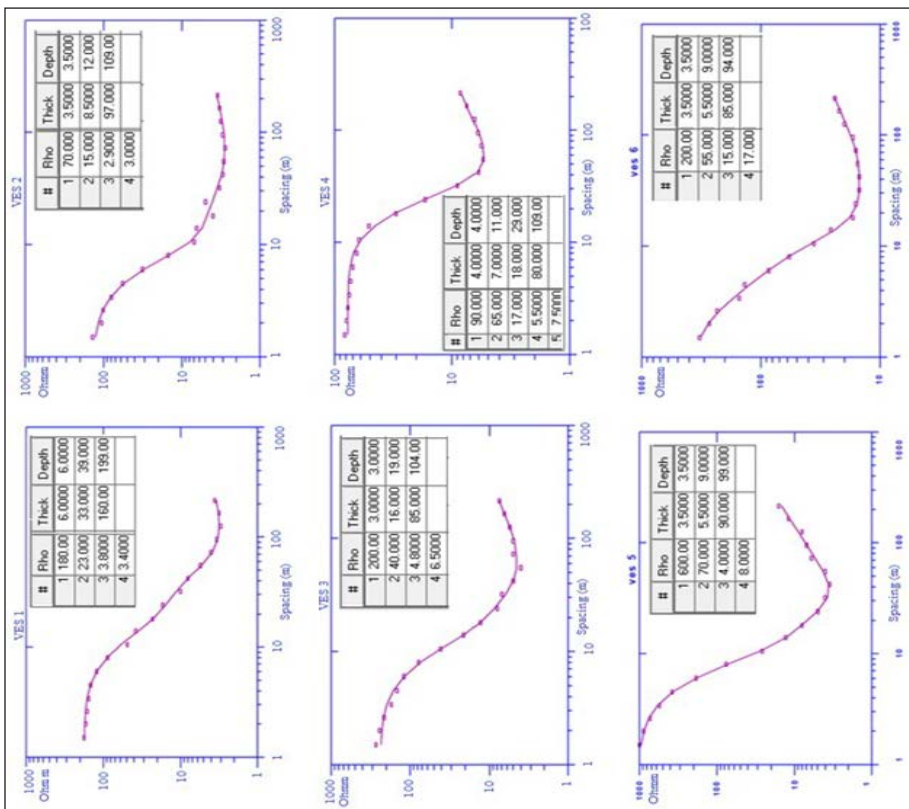 VES 1
1000
Ohm m
100
10
1
1
10
100
1000
Spacing (m)
# Rho Thick Depth
1 180.00 6.0000 6.0000
2 23.000 33.000 39.000
3 3.8000 160.00 199.00
4 3.4000
VES 2
1000
Ohmm
100
10
1
1
10
100
1000
Spacing (m)
# Rho Thick Depth
1 70.000 3.5000 3.5000
2 15.000 8.5000 12.000
3 2.9000 97.000 109.00
4 3.0000
VES 3
1000
Ohmm
100
10
1
1
10
100
1000
Spacing (m)
# Rho Thick Depth
1 200.00 3.0000 3.0000
2 40.000 16.000 19.000
3 4.8000 85.000 104.00
4 6.5000
VES 4
100
Ohmm
10
1
1
10
100
1000
Spacing (m)
# Rho Thick Depth
1 90.000 4.0000 4.0000
2 65.000 7.0000 11.000
3 17.000 18.000 29.000
4 5.5000 80.000 109.00
5 7.5000
ves 5
1000
Ohmm
100
10
1
1
10
100
1000
Spacing (m)
# Rho Thick Depth
1 600.00 3.5000 3.5000
2 70.000 5.5000 9.0000
3 4.0000 90.000 99.000
4 8.0000
ves 6
1000
Ohmm
100
10
1
10
100
1000
Spacing (m)
# Rho Thick Depth
1 200.00 3.5000 3.5000
2 55.000 5.5000 9.0000
3 15.000 85.000 94.000
4 17.000